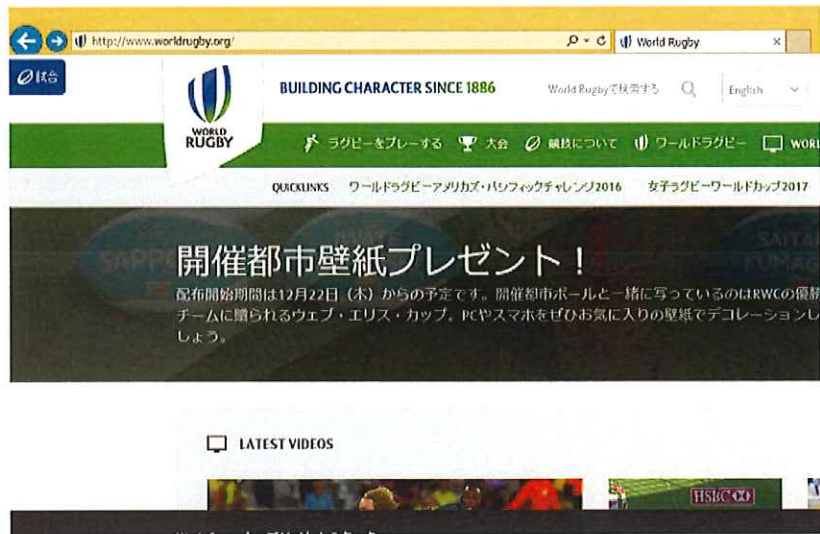 http://www.worldrugby.org/
World Rugby
試合
BUILDING CHARACTER SINCE 1886
World Rugbyで検索する
English
WORLD
RUGBY
ラグビーをプレーする 大会 競技について ワールドラグビー WORL
QUICKLINKS ワールドラグビーアメリカズ・パシフィックチャレンジ2016 女子ラグビーワールドカップ2017
SAPP
SAITA
KUMAG
開催都市壁紙プレゼント！
配布開始期間は12月22日（木）からの予定です。開催都市ボールと一緒に写っているのはRWCの優勝
チームに贈られるウェブ・エリス・カップ。PCやスマホをぜひお気に入りの壁紙でデコレーションし
しょう。
LATEST VIDEOS
HSBC